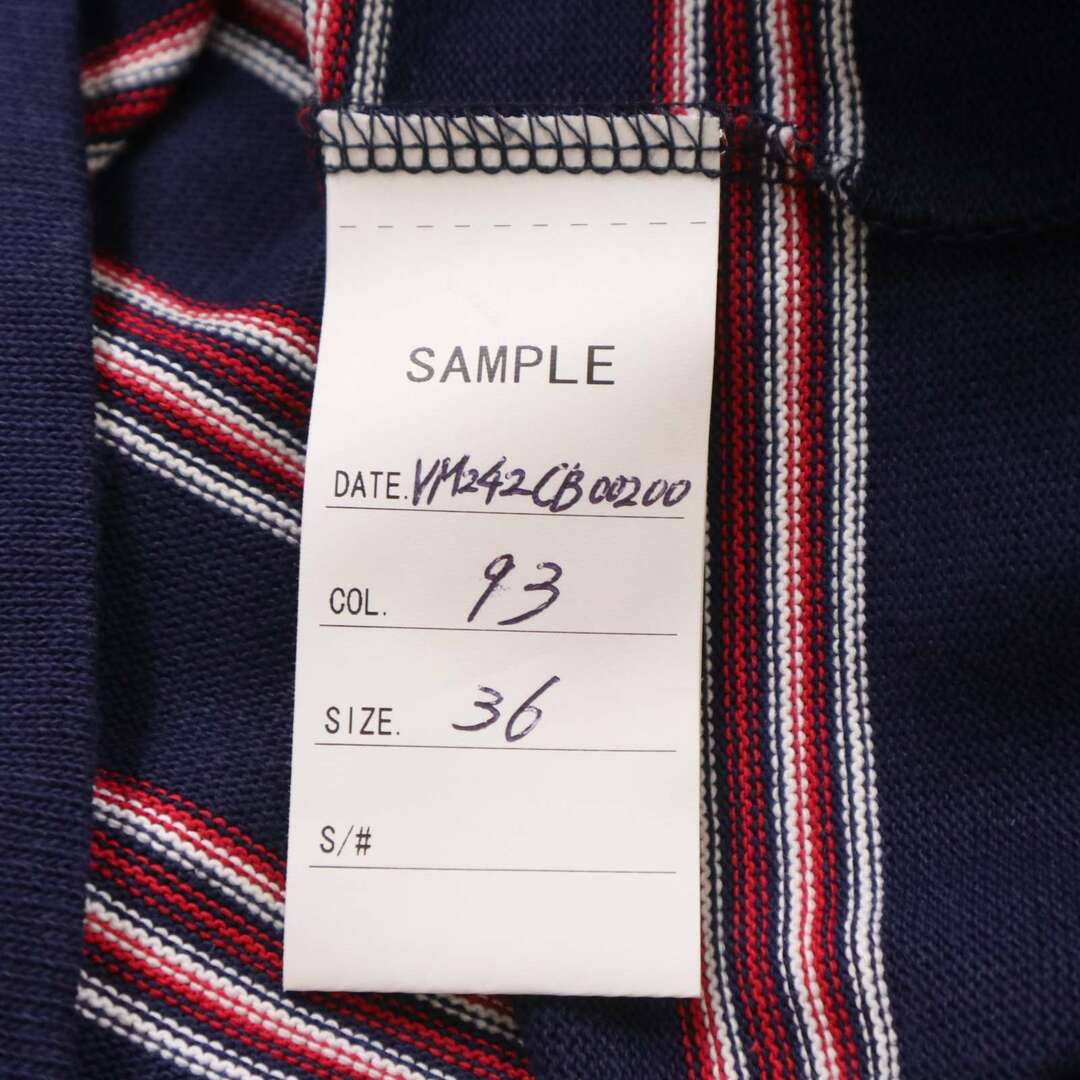 SAMPLE
DATE. VM242CB00200
COL. 93
SIZE. 36
S/#